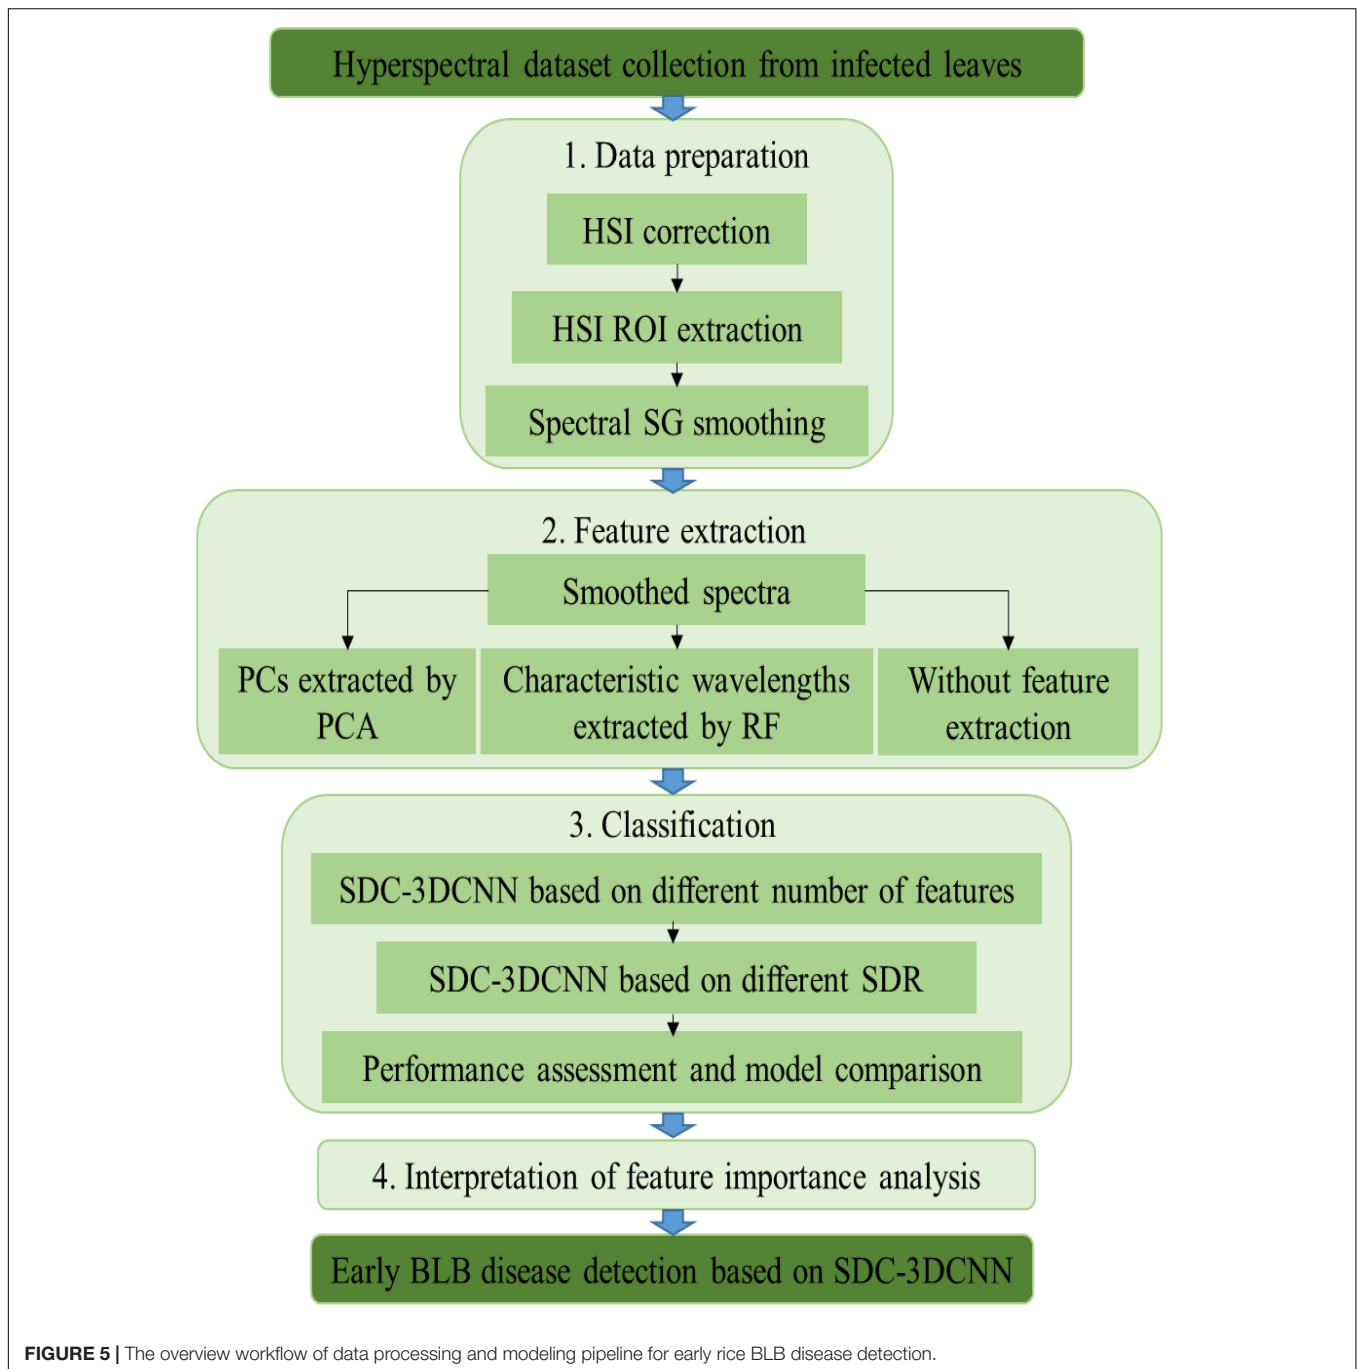 Hyperspectral dataset collection from infected leaves
1. Data preparation
HSI correction
HSI ROI extraction
Spectral SG smoothing
2. Feature extraction
Smoothed spectra
PCs extracted by
PCA
Characteristic wavelengths
extracted by RF
Without feature
extraction
3. Classification
SDC-3DCNN based on different number of features
SDC-3DCNN based on different SDR
Performance assessment and model comparison
4. Interpretation of feature importance analysis
Early BLB disease detection based on SDC-3DCNN
FIGURE 5 | The overview workflow of data processing and modeling pipeline for early rice BLB disease detection.